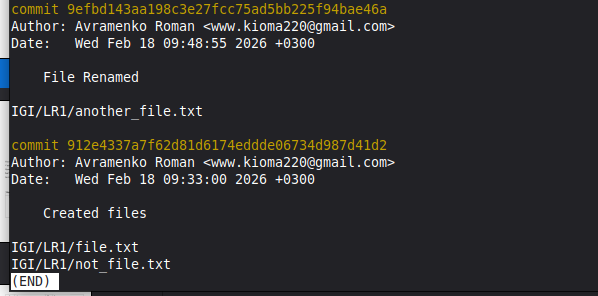 commit 9efbd143aa198c3e27fcc75ad5bb225f94bae46a
Author: Avramenko Roman <www.kioma220@gmail.com>
Date:   Wed Feb 18 09:48:55 2026 +0300
File Renamed
IGI/LR1/another_file.txt
commit 912e4337a7f62d81d6174eddde06734d987d41d2
Author: Avramenko Roman <www.kioma220@gmail.com>
Date:   Wed Feb 18 09:33:00 2026 +0300
Created files
IGI/LR1/file.txt
IGI/LR1/not_file.txt
(END)